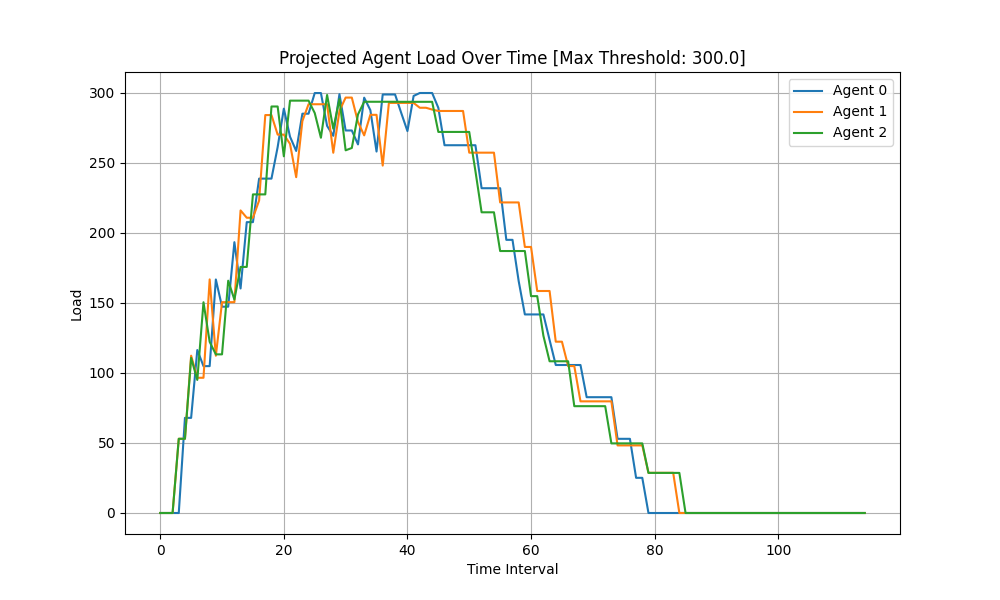 Projected Agent Load Over Time [Max Threshold: 300.0]
Agent 0
Agent 1
Agent 2
Load
300
250
200
150
100
50
0
0 20 40 60 80 100
Time Interval